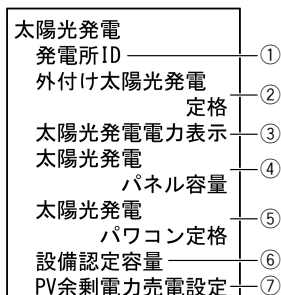 太陽光発電
発電所ID ①
外付け太陽光発電
定格 ②
太陽光発電電力表示 ③
太陽光発電
パネル容量 ④
太陽光発電
パワコン定格 ⑤
設備認定容量 ⑥
PV余剰電力売電設定 ⑦